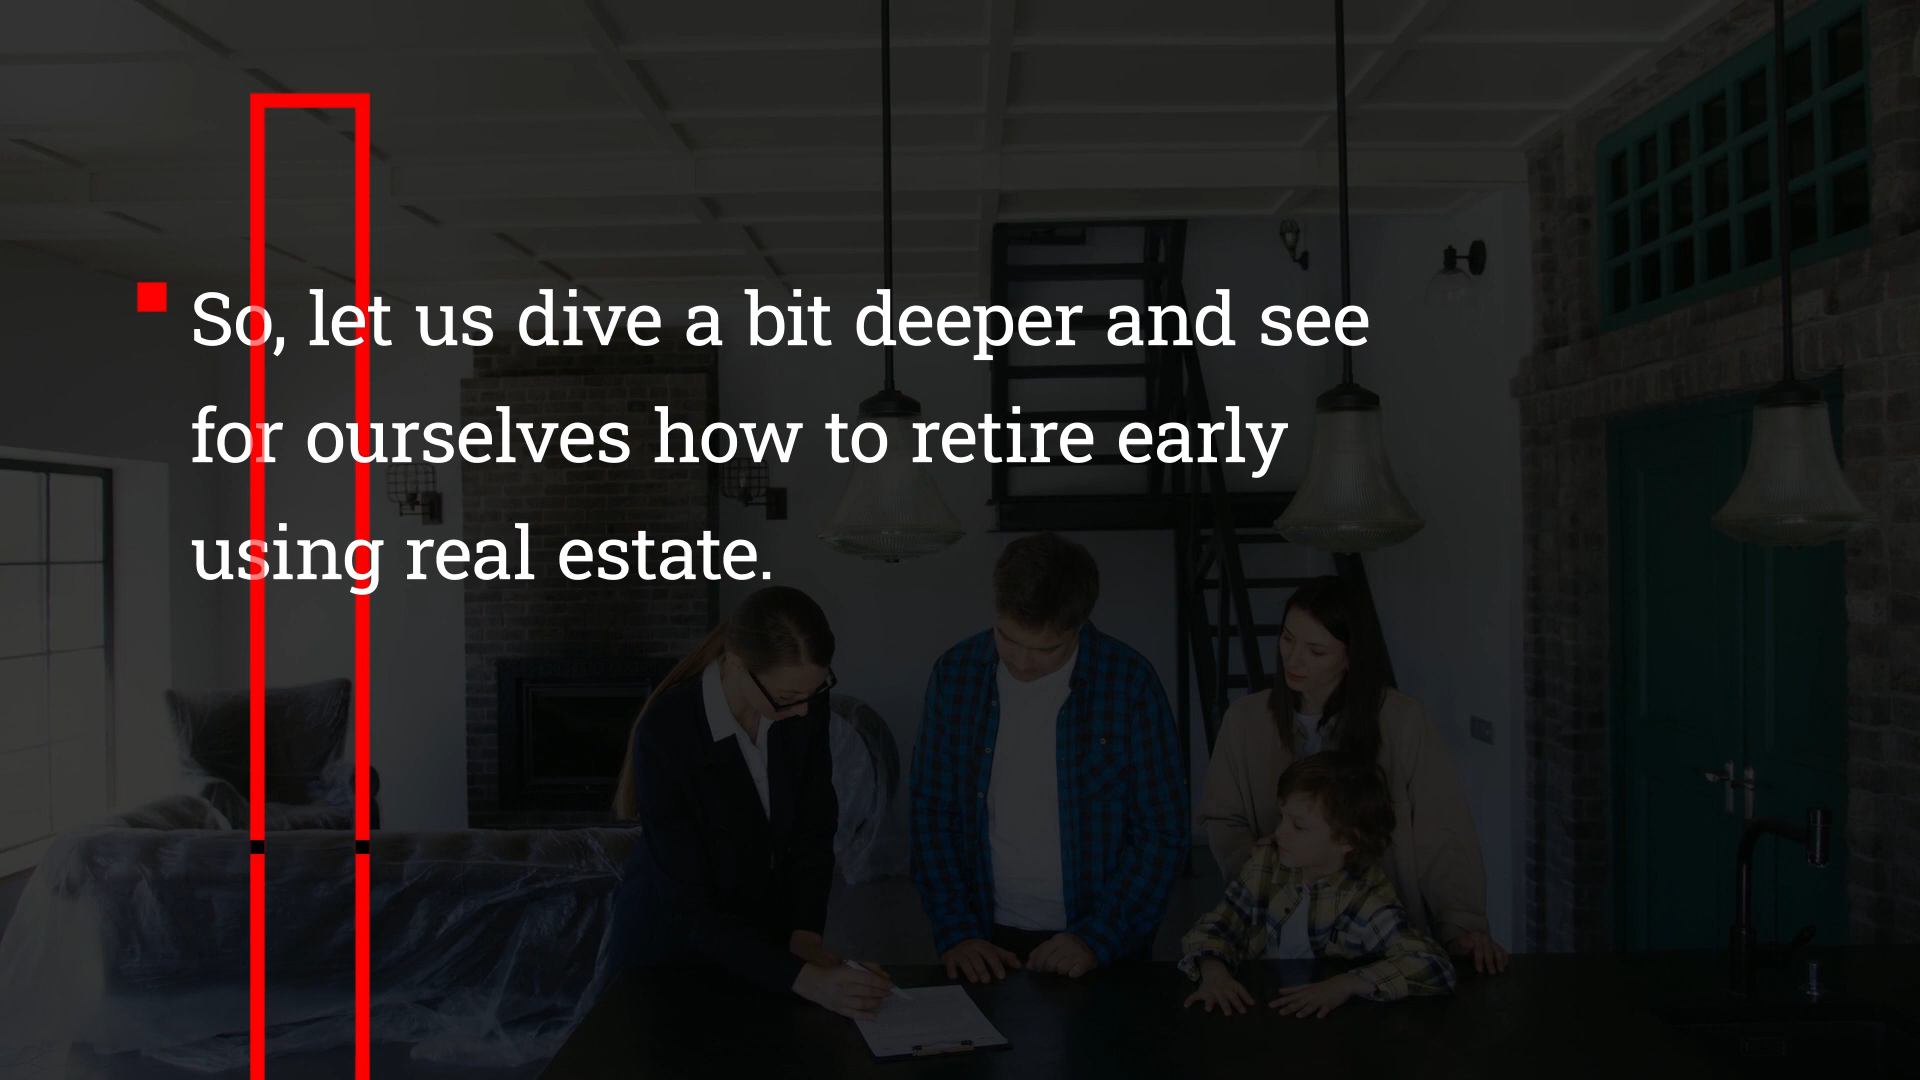 So, let us dive a bit deeper and see
for ourselves how to retire early
using real estate.